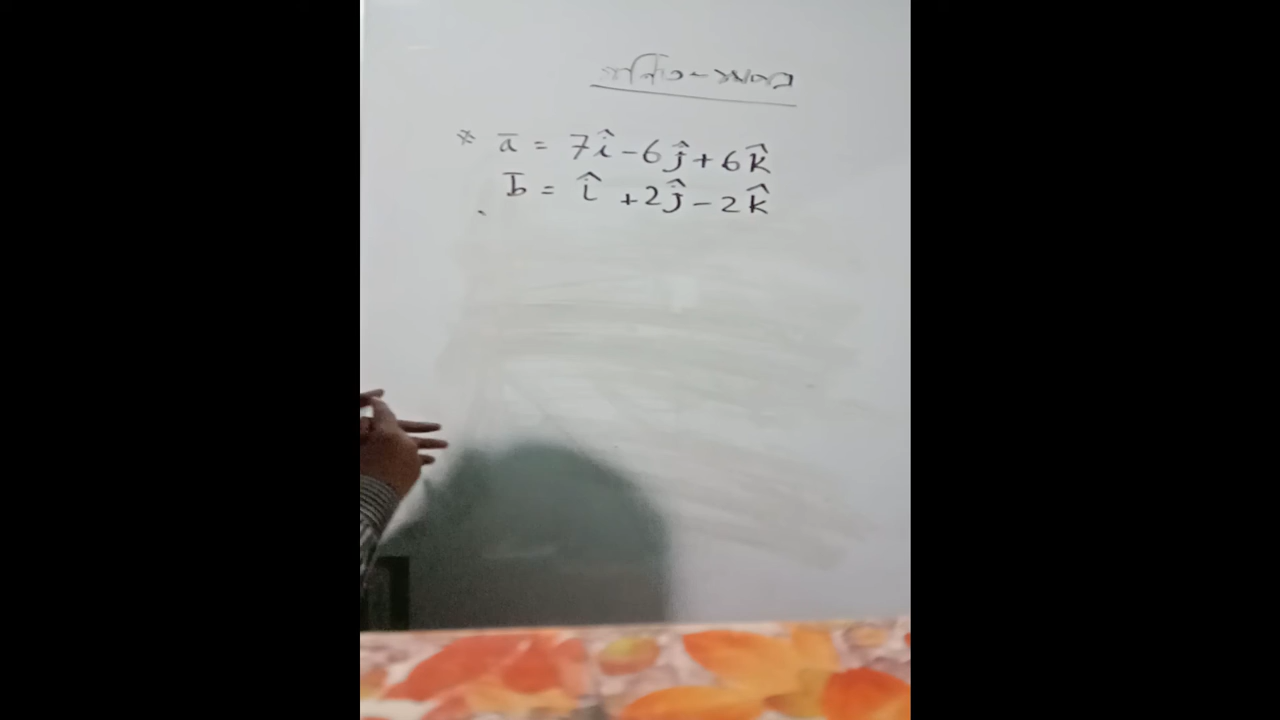 * a̅ = 7î - 6ĵ + 6k̂
b̅ = î + 2ĵ - 2k̂